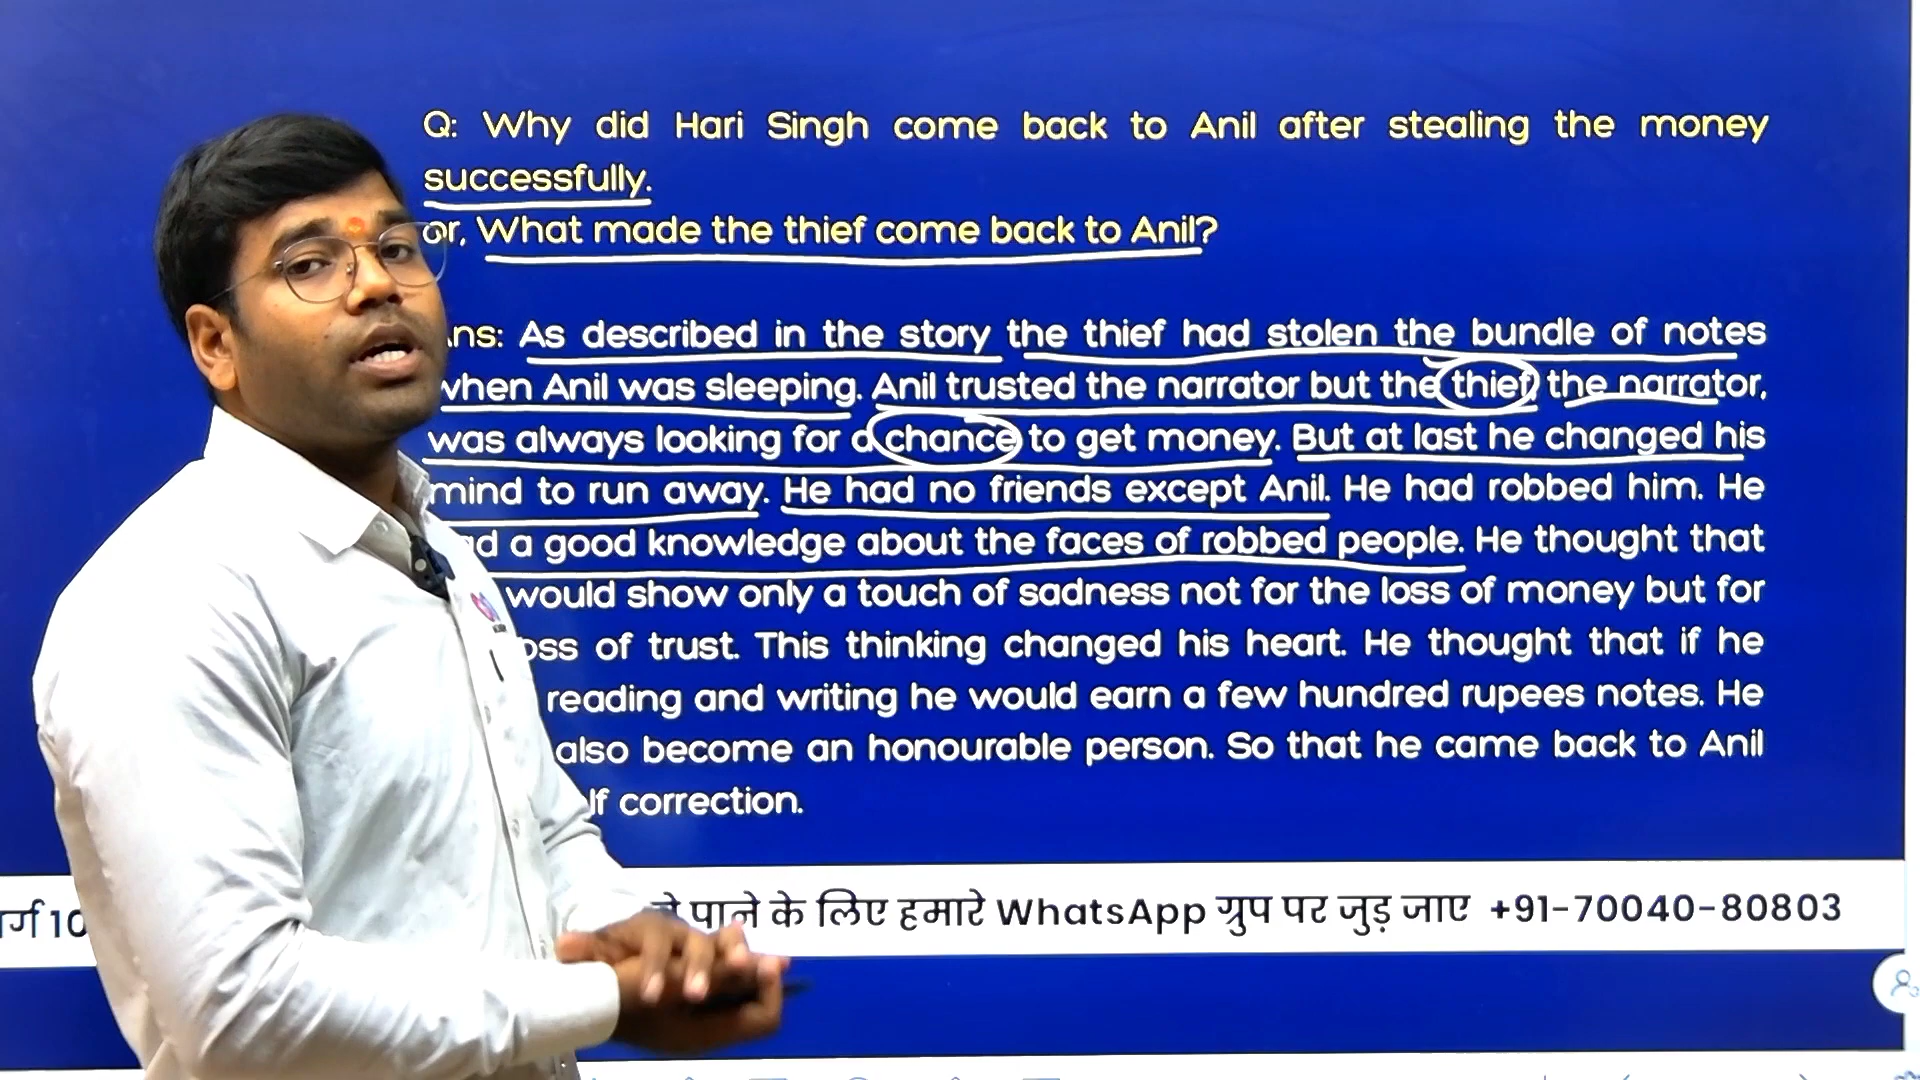 Q: Why did Hari Singh come back to Anil after stealing the money
successfully.
or, What made the thief come back to Anil?
Ans: As described in the story the thief had stolen the bundle of notes
when Anil was sleeping. Anil trusted the narrator but the thief, the narrator,
was always looking for a chance to get money. But at last he changed his
mind to run away. He had no friends except Anil. He had robbed him. He
a good knowledge about the faces of robbed people. He thought that
would show only a touch of sadness not for the loss of money but for
of trust. This thinking changed his heart. He thought that if he
reading and writing he would earn a few hundred rupees notes. He
also become an honourable person. So that he came back to Anil
correction.
10 पाने के लिए हमारे WhatsApp ग्रुप पर जुड़ जाए +91-70040-80803